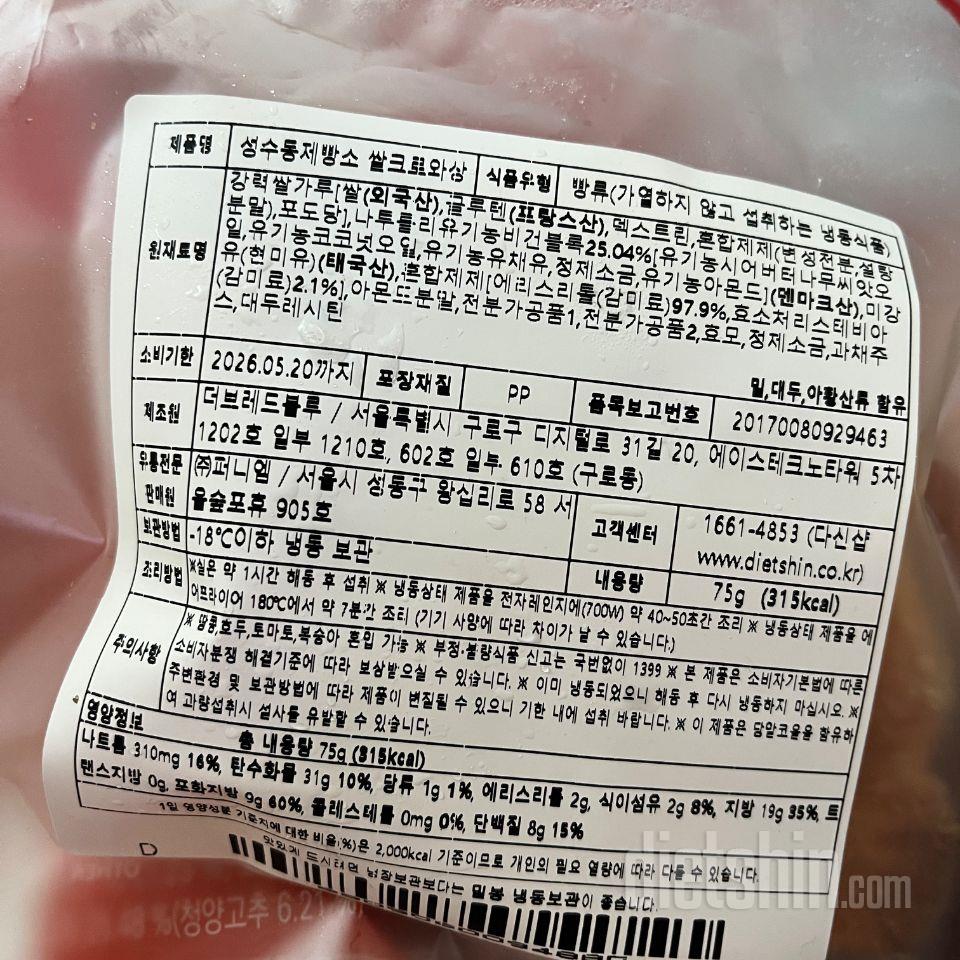 제품명 성수동제빵소 쌀크로와상 식품유형 빵류(가열하지 않고 섭취하는 냉동식품)
원재료명
강력쌀가루[쌀(외국산),글루텐(프랑스산),덱스트린,혼합제제(변성전분,설탕
분말),포도당],나투를리유기농비건블록25.04%[유기농시어버터나무씨앗오
일,유기농코코넛오일,유기농유채유,정제소금,유기농아몬드](덴마크산),미강
유(현미유)(태국산),혼합제제[에리스리톨(감미료)97.9%,효소처리스테비아
(감미료)2.1%],아몬드분말,전분가공품1,전분가공품2,효모,정제소금,과채주
스,대두레시틴
밀,대두,아황산류 함유
소비기한 2026.05.20까지 포장재질 PP 품목보고번호 20170080929463
제조원 더브레드블루 / 서울특별시 구로구 디지털로 31길 20, 에이스테크노타워 5차
1202호 일부 1210호, 602호 일부 610호 (구로동)
유통전문 ㈜퍼니엠 / 서울시 성동구 왕십리로 58 서
판매원 울숲포휴 905호
고객센터 1661-4853 (다신샵
www.dietshin.co.kr)
보관방법 -18℃이하 냉동 보관 내용량 75g (315kcal)
조리방법 ※실온 약 1시간 해동 후 섭취 ※ 냉동상태 제품을 전자레인지에(700W) 약 40~50초간 조리 ※ 냉동상태 제품을 에
어프라이어 180℃에서 약 7분간 조리 (기기 사양에 따라 차이가 날 수 있습니다.)
주의사항 ※ 땅콩,호두,토마토,복숭아 혼입 가능 ※ 부정·불량식품 신고는 국번없이 1399 ※ 본 제품은 소비자기본법에 따른
소비자분쟁 해결기준에 따라 보상받으실 수 있습니다. ※ 이미 냉동되었으니 해동 후 다시 냉동하지 마십시오. ※
주변환경 및 보관방법에 따라 제품이 변질될 수 있으니 기한 내에 섭취 바랍니다. ※ 이 제품은 당알코올을 함유하
여 과량섭취시 설사를 유발할 수 있습니다.
영양정보 총 내용량 75g (315kcal)
나트륨 310mg 16%, 탄수화물 31g 10%, 당류 1g 1%, 에리스리톨 2g, 식이섬유 2g 8%, 지방 19g 35%, 트
랜스지방 0g, 포화지방 9g 60%, 콜레스테롤 0mg 0%, 단백질 8g 15%
1일 영양성분 기준치에 대한 비율(%)은 2,000kcal 기준이므로 개인의 필요 열량에 따라 다를 수 있습니다.
맛있게 드시려면 냉장보관보다는 밀봉 냉동보관이 좋습니다.
D
%(청양고추 6.21
dietshin.com